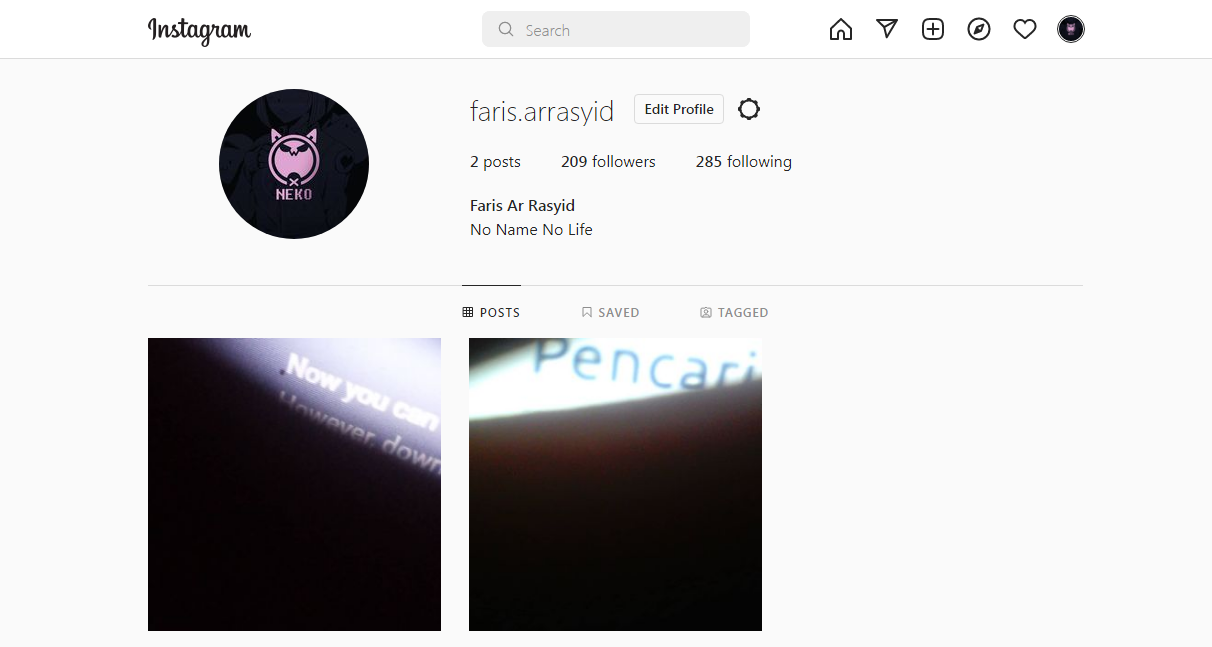 Instagram
Search
faris.arrasyid Edit Profile
2 posts 209 followers 285 following
Faris Ar Rasyid
No Name No Life
NEKO
POSTS SAVED TAGGED
Now you can
However, down
Pencari